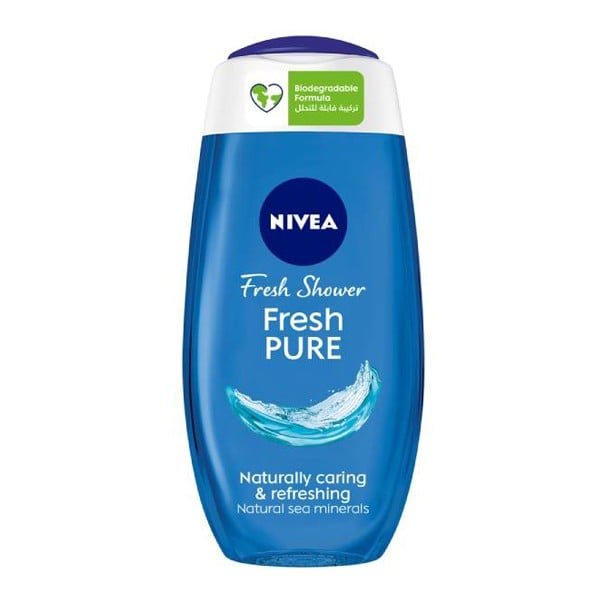 Biodegradable
Formula
تركيبة قابلة للتحلل
NIVEA
Fresh Shower
Fresh
PURE
Naturally caring
& refreshing
Natural sea minerals